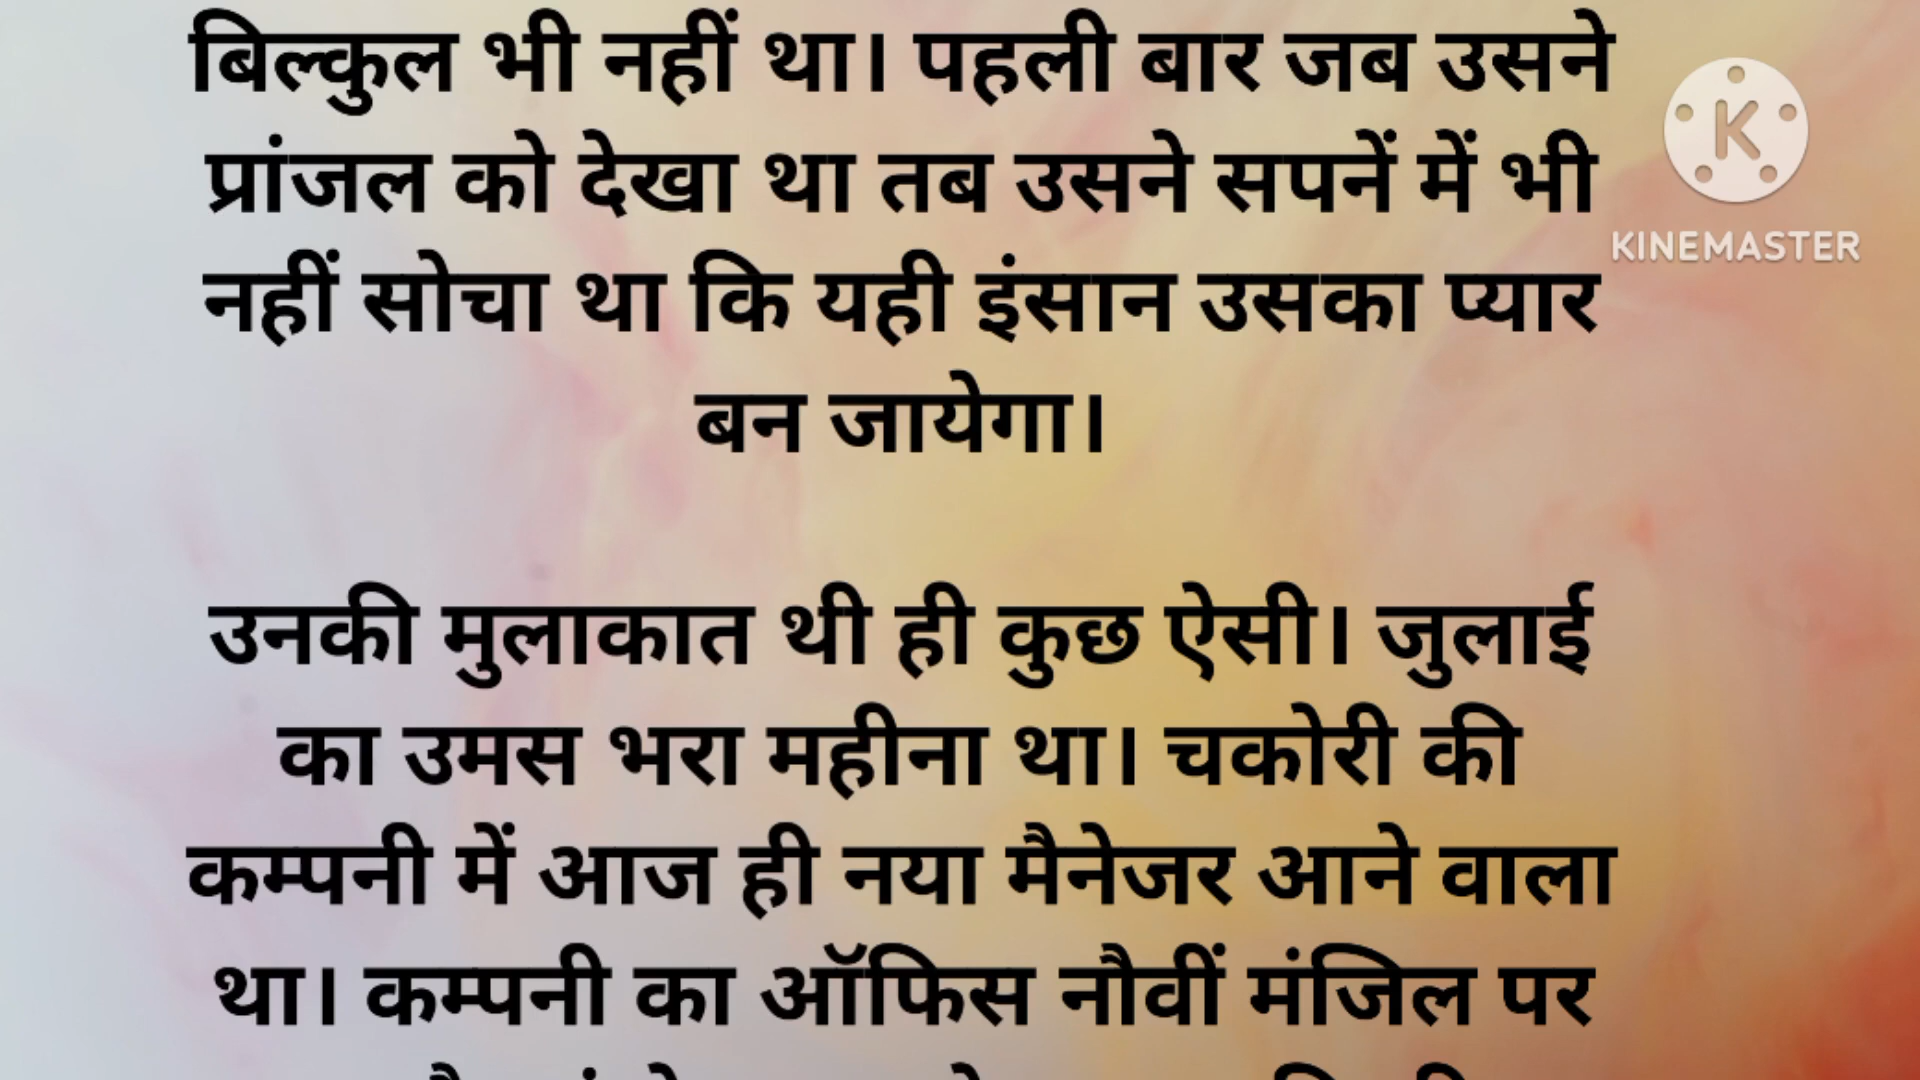 बिल्कुल भी नहीं था। पहली बार जब उसने
प्रांजल को देखा था तब उसने सपनें में भी
नहीं सोचा था कि यही इंसान उसका प्यार
बन जायेगा।
उनकी मुलाकात थी ही कुछ ऐसी। जुलाई
का उमस भरा महीना था। चकोरी की
कम्पनी में आज ही नया मैनेजर आने वाला
था। कम्पनी का ऑफिस नौवीं मंजिल पर
K
KINEMASTER